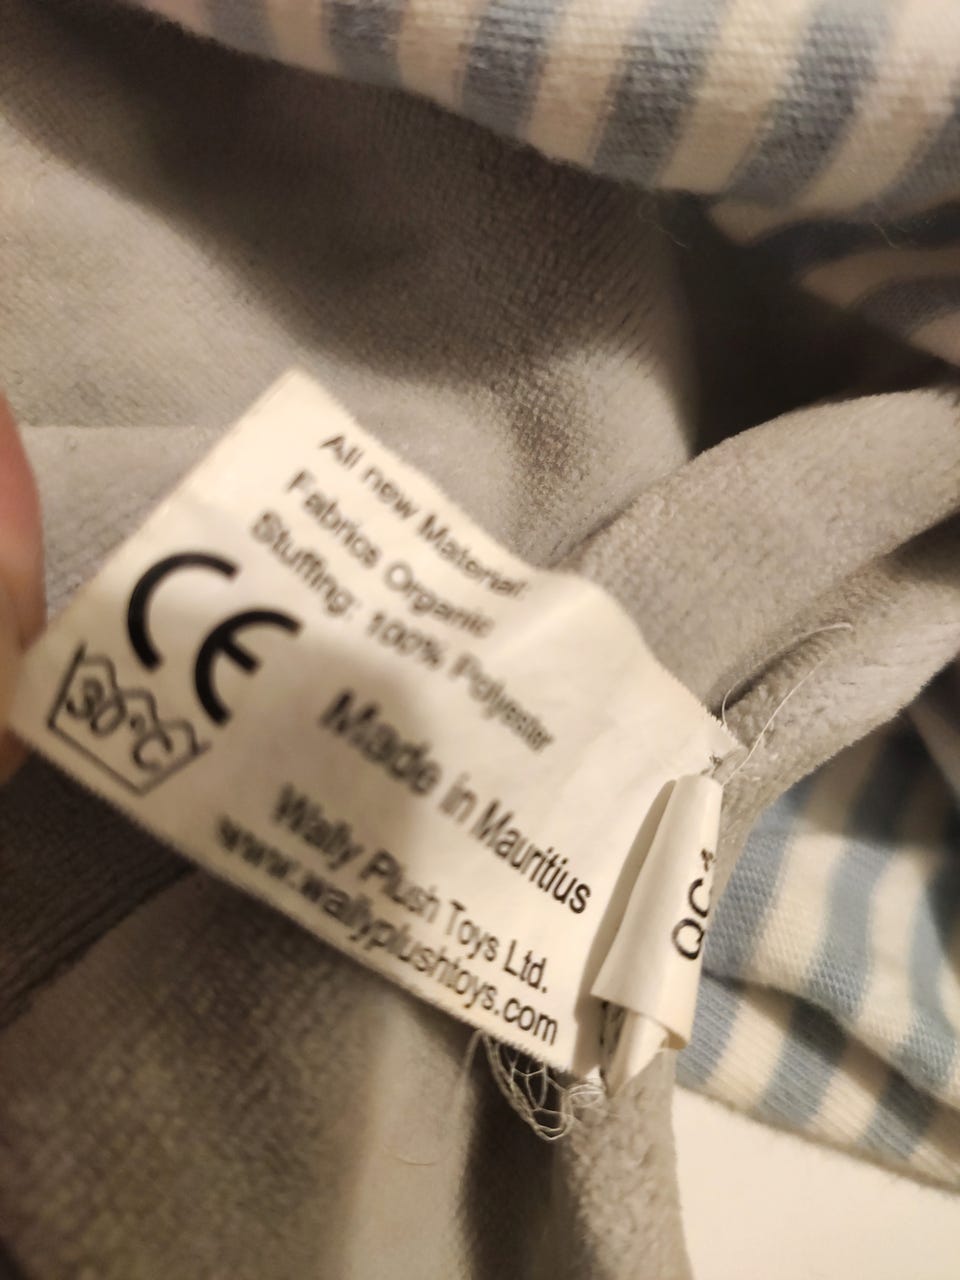 All new Material
Fabrics Organic
Stuffing: 100% Polyester
CE
30°C
Made in Mauritius
Wally Plush Toys Ltd.
www.wallyplushtoys.com
QC